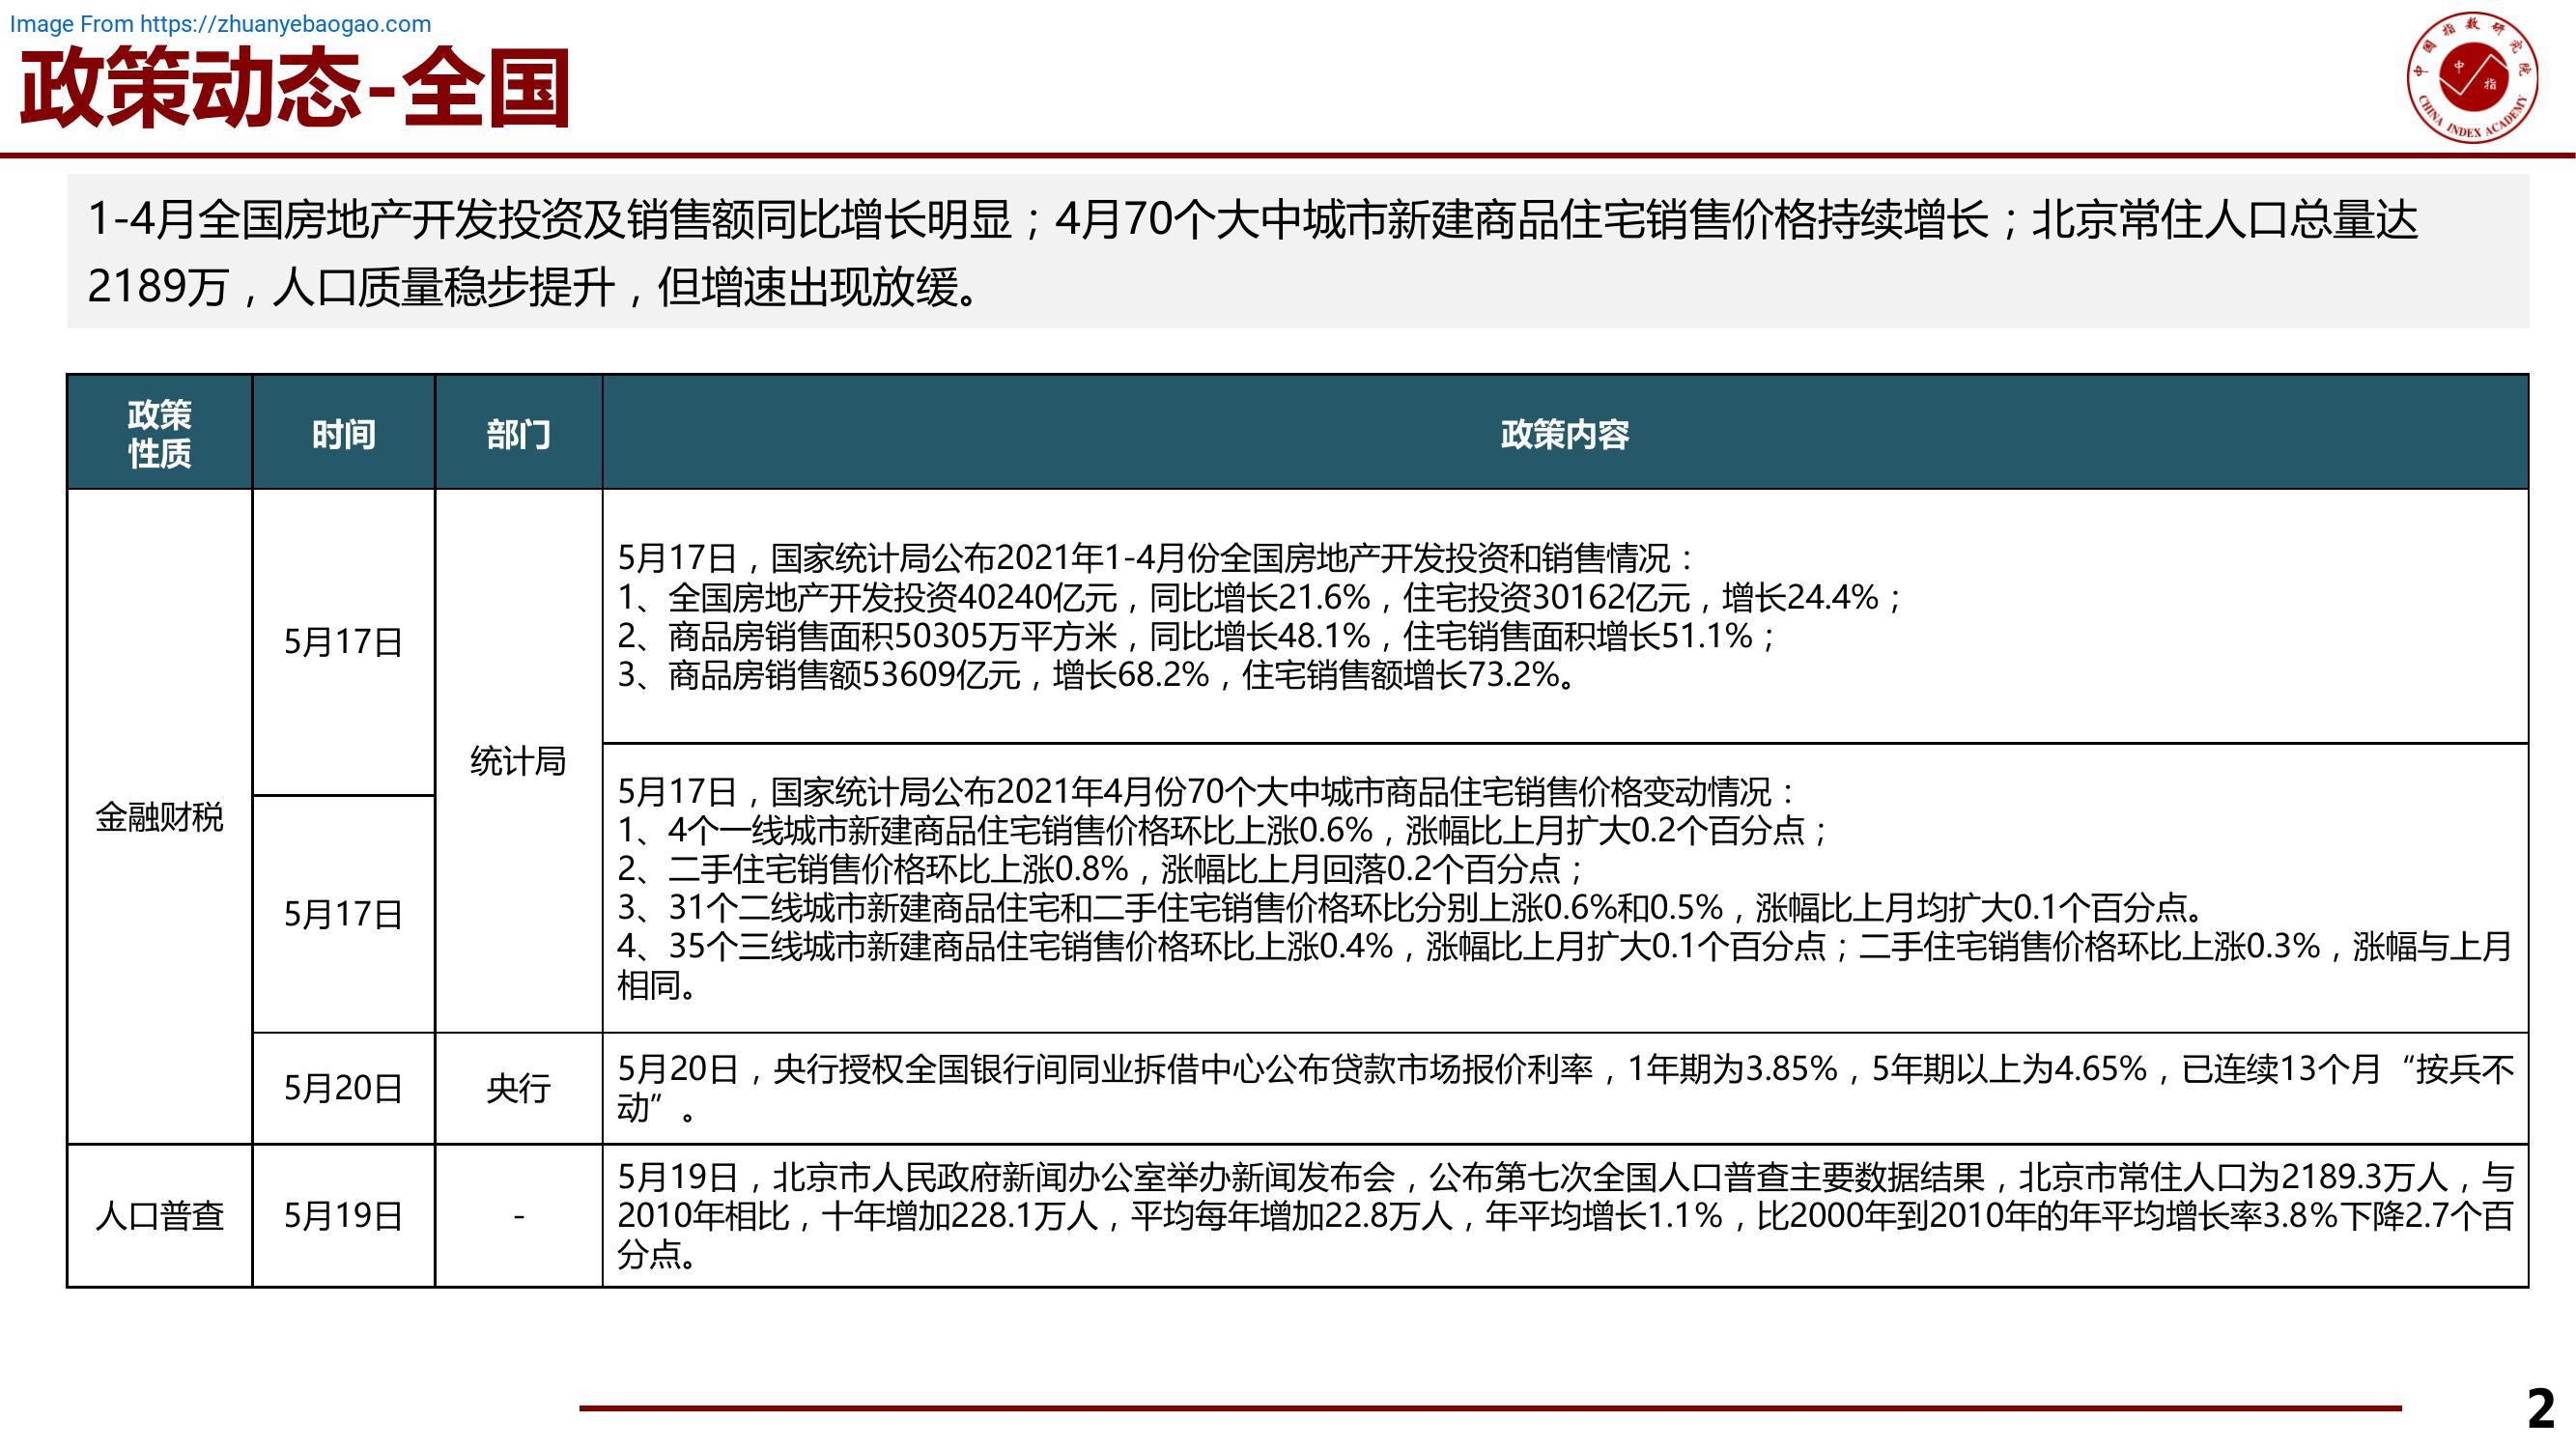 Image From https://zhuanyebaogao.com
政策动态-全国
中国指数研究院
中
指
CHINA INDEX ACADEMY
1-4月全国房地产开发投资及销售额同比增长明显；4月70个大中城市新建商品住宅销售价格持续增长；北京常住人口总量达
2189万，人口质量稳步提升，但增速出现放缓。
政策
性质
时间
部门
政策内容
金融财税
5月17日
统计局
5月17日，国家统计局公布2021年1-4月份全国房地产开发投资和销售情况：
1、全国房地产开发投资40240亿元，同比增长21.6%，住宅投资30162亿元，增长24.4%；
2、商品房销售面积50305万平方米，同比增长48.1%，住宅销售面积增长51.1%；
3、商品房销售额53609亿元，增长68.2%，住宅销售额增长73.2%。
5月17日
5月17日，国家统计局公布2021年4月份70个大中城市商品住宅销售价格变动情况：
1、4个一线城市新建商品住宅销售价格环比上涨0.6%，涨幅比上月扩大0.2个百分点；
2、二手住宅销售价格环比上涨0.8%，涨幅比上月回落0.2个百分点；
3、31个二线城市新建商品住宅和二手住宅销售价格环比分别上涨0.6%和0.5%，涨幅比上月均扩大0.1个百分点。
4、35个三线城市新建商品住宅销售价格环比上涨0.4%，涨幅比上月扩大0.1个百分点；二手住宅销售价格环比上涨0.3%，涨幅与上月
相同。
5月20日
央行
5月20日，央行授权全国银行间同业拆借中心公布贷款市场报价利率，1年期为3.85%，5年期以上为4.65%，已连续13个月“按兵不
动”。
人口普查
5月19日
-
5月19日，北京市人民政府新闻办公室举办新闻发布会，公布第七次全国人口普查主要数据结果，北京市常住人口为2189.3万人，与
2010年相比，十年增加228.1万人，平均每年增加22.8万人，年平均增长1.1%，比2000年到2010年的年平均增长率3.8%下降2.7个百
分点。
2